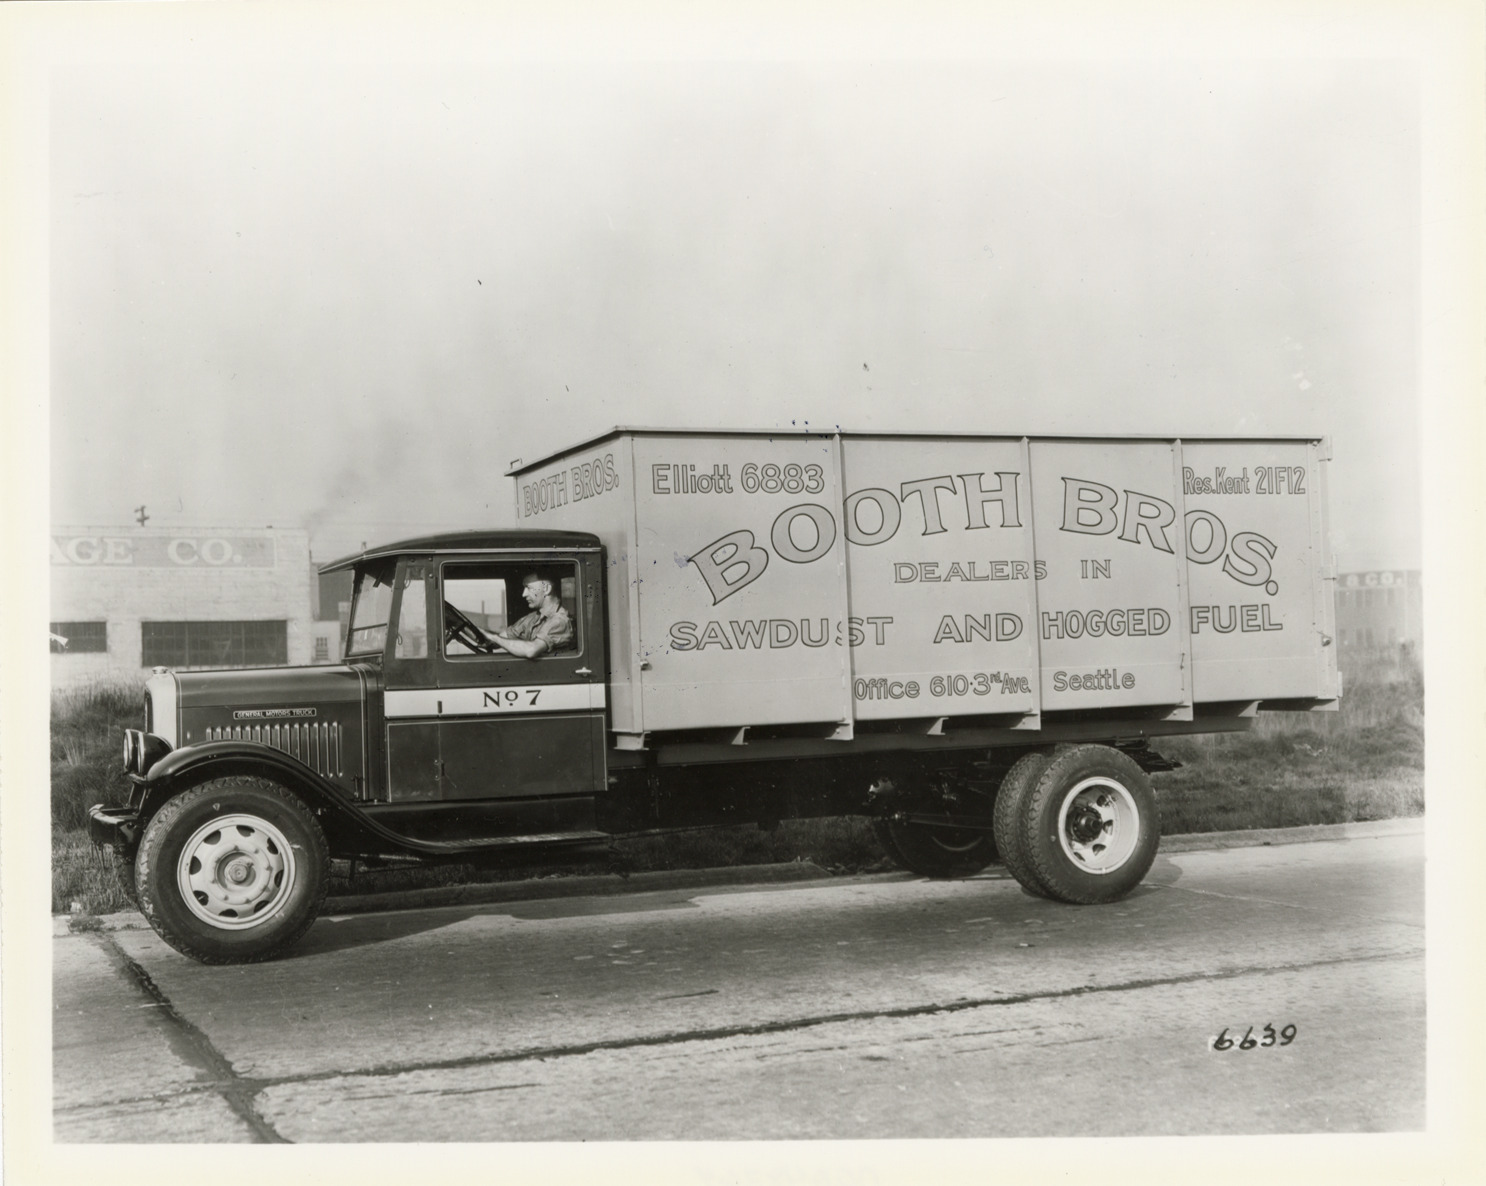 AGE CO.
BOOTH BROS.
Elliott 6883
Res. Kent 21F12
BOOTH BROS.
DEALERS IN
SAWDUST AND HOGGED FUEL
Office 610·3rd Ave. Seattle
No 7
GENERAL MOTORS TRUCK
& CO.
6639